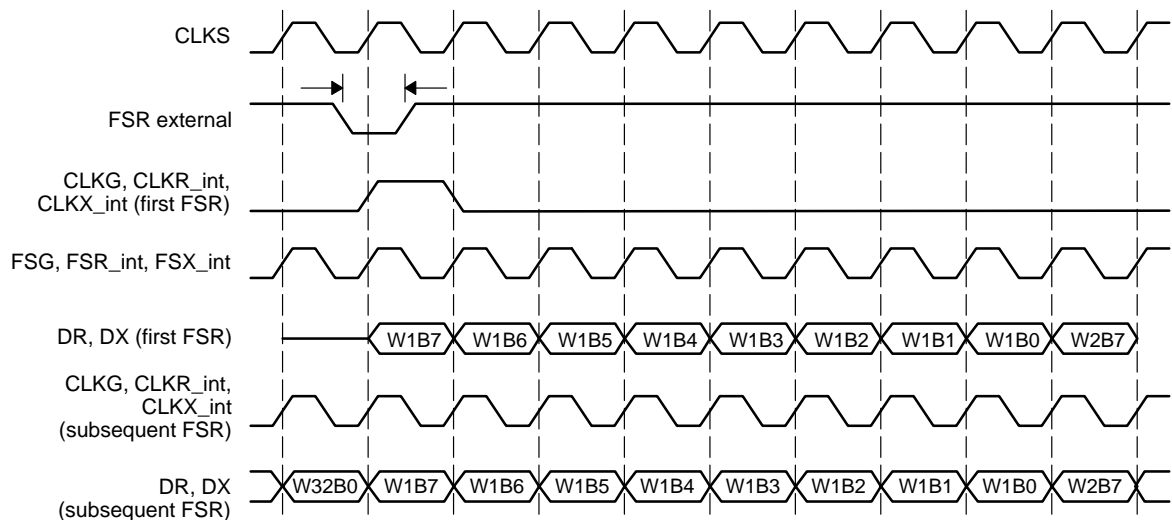 CLKS
FSR external
CLKG, CLKR_int,
CLKX_int (first FSR)
FSG, FSR_int, FSX_int
DR, DX (first FSR)
W1B7 W1B6 W1B5 W1B4 W1B3 W1B2 W1B1 W1B0 W2B7
CLKG, CLKR_int,
CLKX_int
(subsequent FSR)
DR, DX
(subsequent FSR)
W32B0 W1B7 W1B6 W1B5 W1B4 W1B3 W1B2 W1B1 W1B0 W2B7